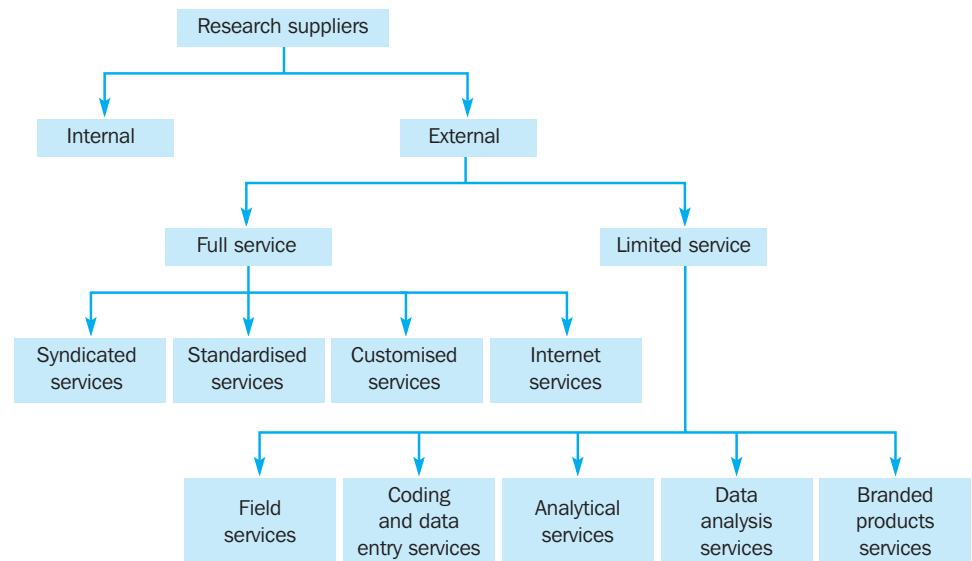 Research suppliers
Internal
External
Full service
Limited service
Syndicated
services
Standardised
services
Customised
services
Internet
services
Field
services
Coding
and data
entry services
Analytical
services
Data
analysis
services
Branded
products
services